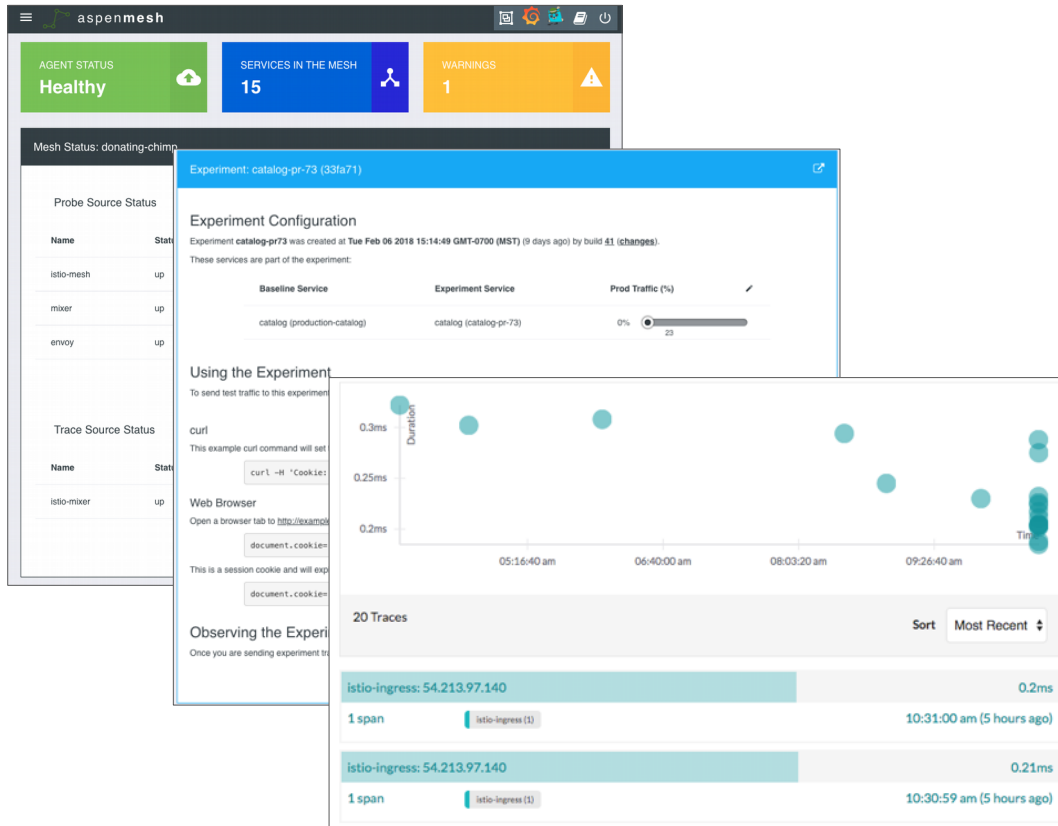 aspenmesh
AGENT STATUS
Healthy
SERVICES IN THE MESH
15
WARNINGS
1
Mesh Status: donating-chimp
Probe Source Status
Name
istio-mesh up
mixer up
envoy up
Trace Source Status
Name
istio-mixer up
Experiment: catalog-pr-73 (33fa71)
Experiment Configuration
Experiment catalog-pr73 was created at Tue Feb 06 2018 15:14:49 GMT-0700 (MST) (9 days ago) by build 41 (changes).
These services are part of the experiment:
Baseline Service Experiment Service Prod Traffic (%)
catalog (production-catalog) catalog (catalog-pr-73) 0%
23
Using the Experiment
To send test traffic to this experiment
curl
This example curl command will set
curl -H 'Cookie:
Web Browser
Open a browser tab to http://example
document.cookie=
This is a session cookie and will exp
document.cookie=
Observing the Experi
Once you are sending experiment tra
Duration
0.3ms
0.25ms
0.2ms
Time
05:16:40 am 06:40:00 am 08:03:20 am 09:26:40 am
20 Traces
Sort Most Recent
istio-ingress: 54.213.97.140 0.2ms
1 span istio-ingress (1) 10:31:00 am (5 hours ago)
istio-ingress: 54.213.97.140 0.21ms
1 span istio-ingress (1) 10:30:59 am (5 hours ago)